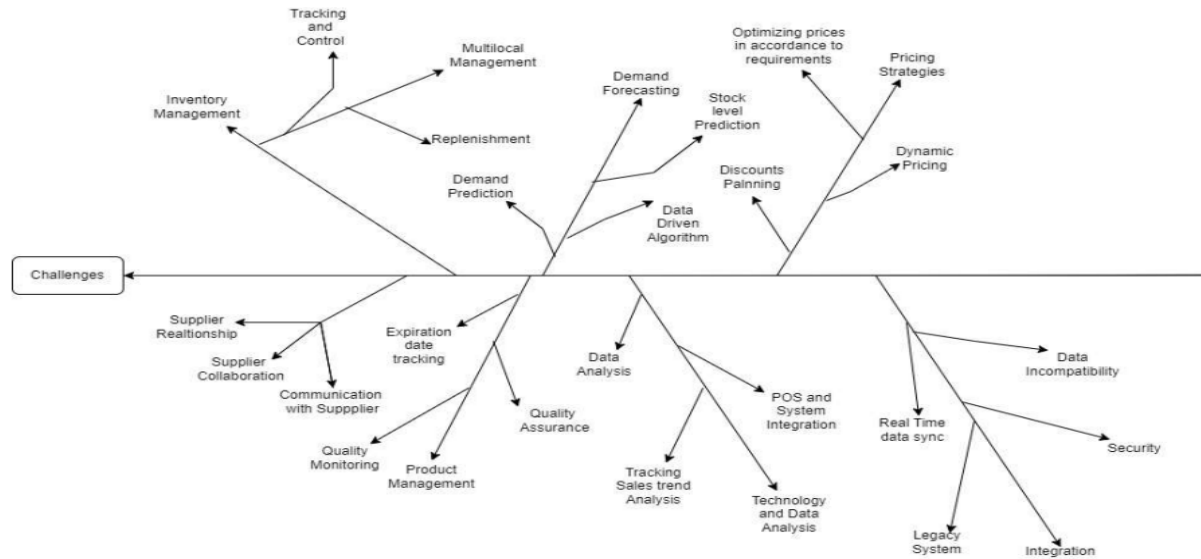 Tracking
and
Control
Multilocal
Management
Inventory
Management
Replenishment
Demand
Forecasting
Stock
level
Prediction
Demand
Prediction
Data
Driven
Algorithm
Optimizing prices
in accordance to
requirements
Pricing
Strategies
Dynamic
Pricing
Discounts
Palnning
Challenges
Supplier
Realtionship
Supplier
Collaboration
Communication
with Suppplier
Expiration
date
tracking
Quality
Assurance
Quality
Monitoring
Product
Management
Data
Analysis
POS and
System
Integration
Tracking
Sales trend
Analysis
Technology
and Data
Analysis
Data
Incompatibility
Real Time
data sync
Security
Legacy
System
Integration